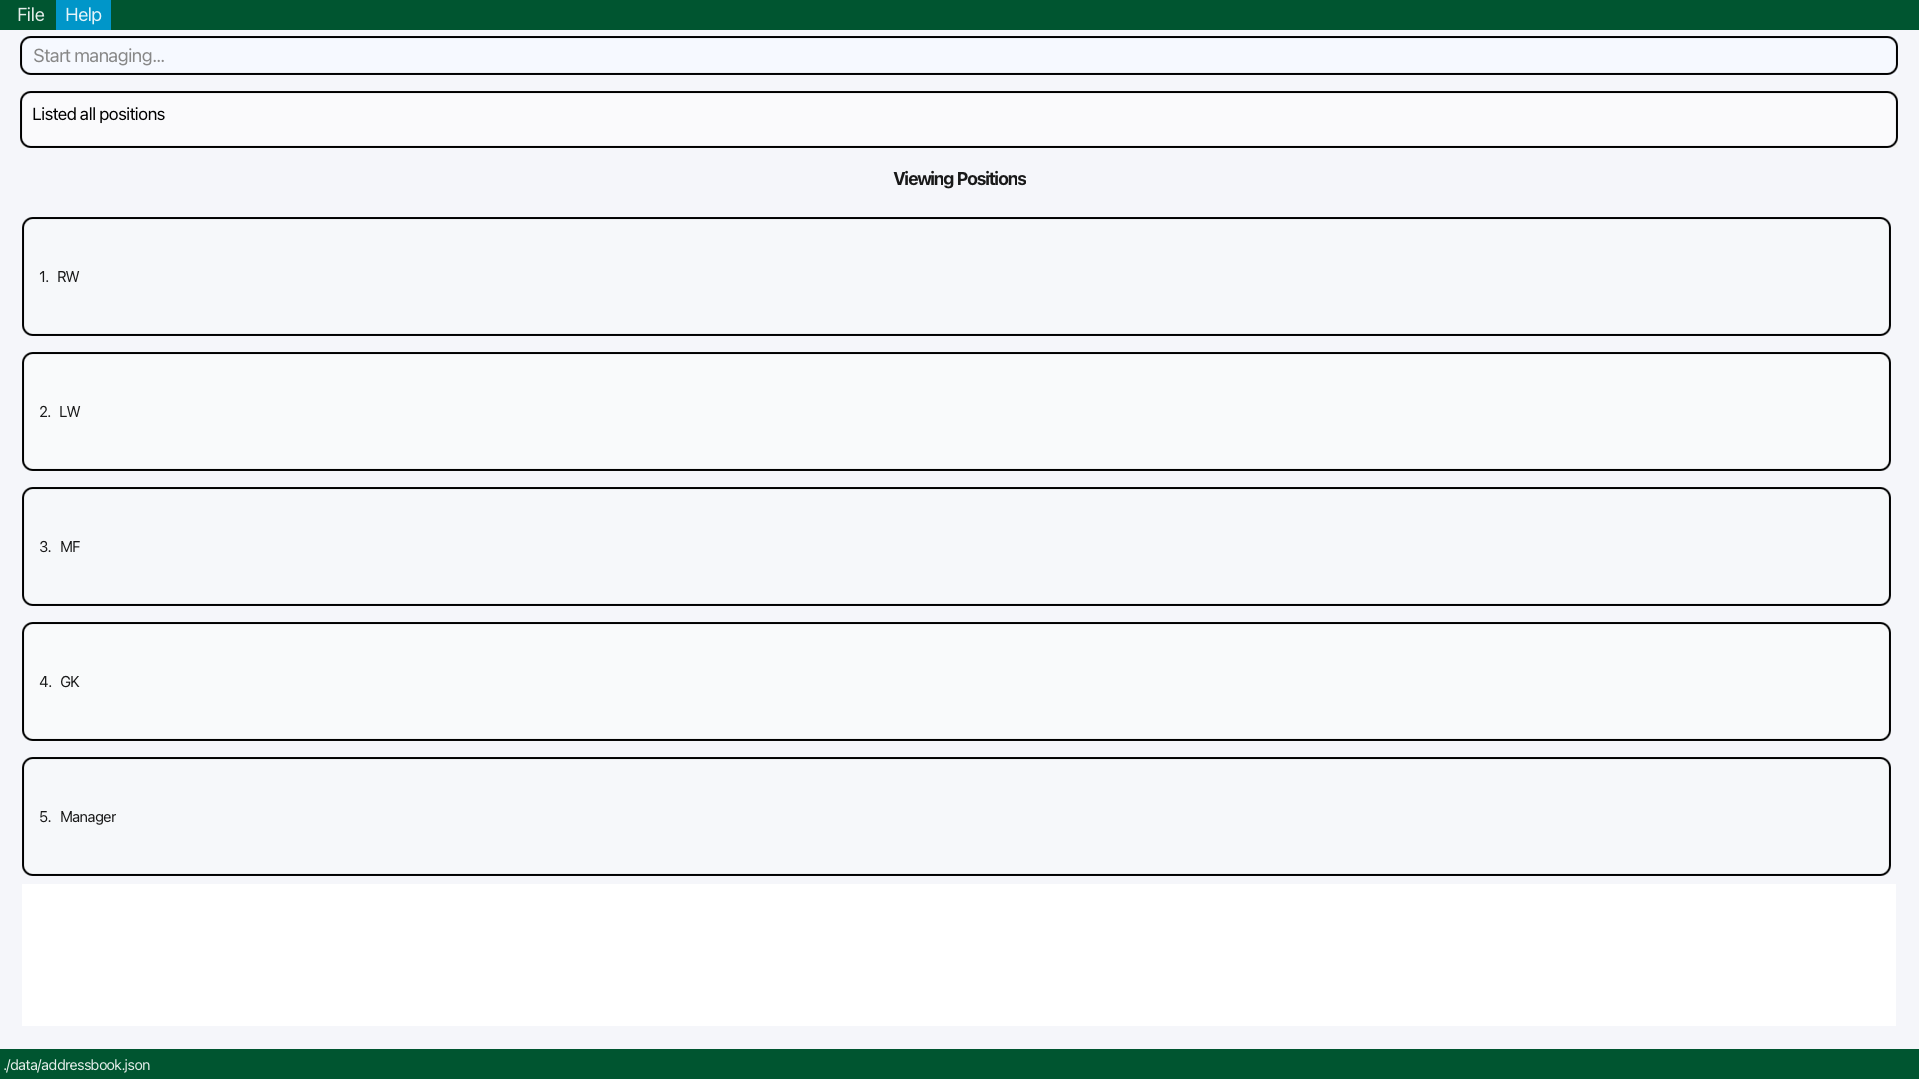 File Help
Start managing...
Listed all positions
Viewing Positions
1. RW
2. LW
3. MF
4. GK
5. Manager
./data/addressbook.json